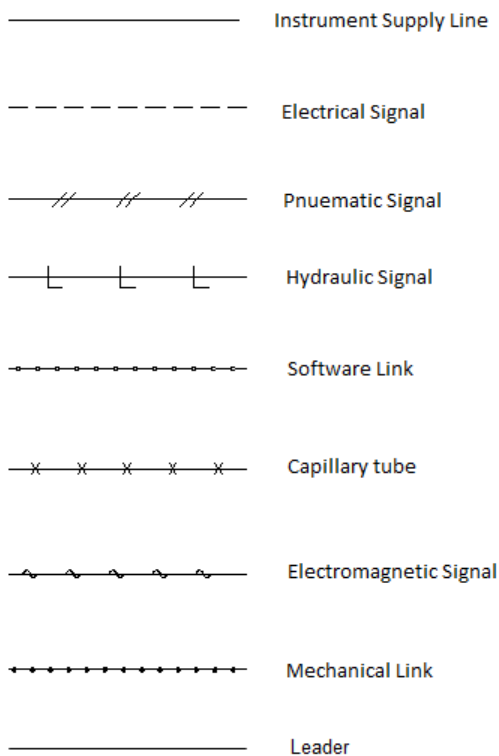 Instrument Supply Line
Electrical Signal
Pnuematic Signal
Hydraulic Signal
Software Link
Capillary tube
Electromagnetic Signal
Mechanical Link
Leader